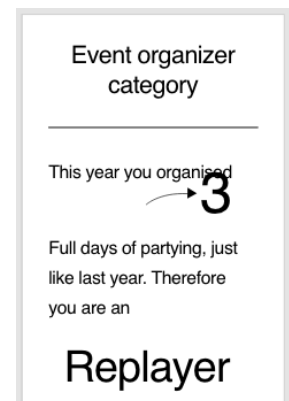 Event organizer
category
This year you organised
3
Full days of partying, just
like last year. Therefore
you are an
Replayer